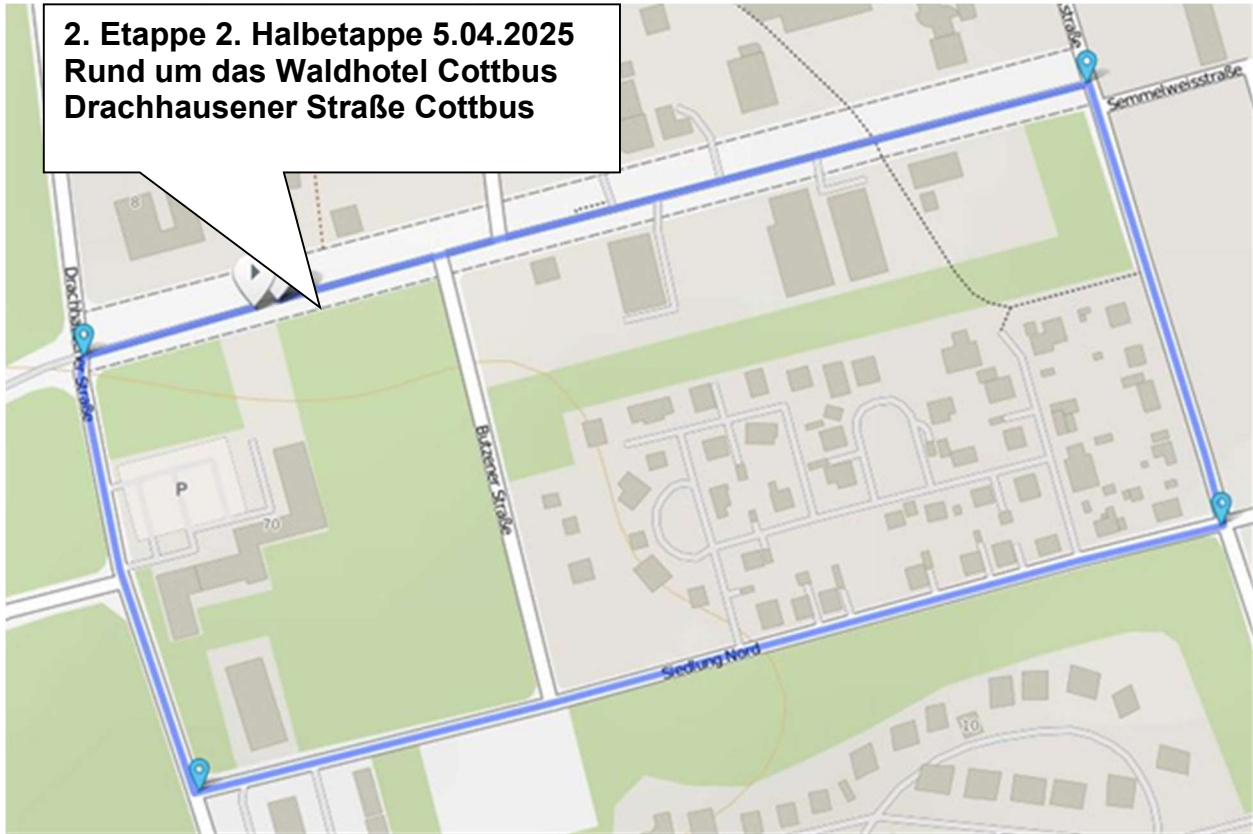 2. Etappe 2. Halbetappe 5.04.2025
Rund um das Waldhotel Cottbus
Drachhausener Straße Cottbus
straße
Semmelweisstraße
8
Drachhausener Straße
P
70
Butzener Straße
Siedlung Nord
10